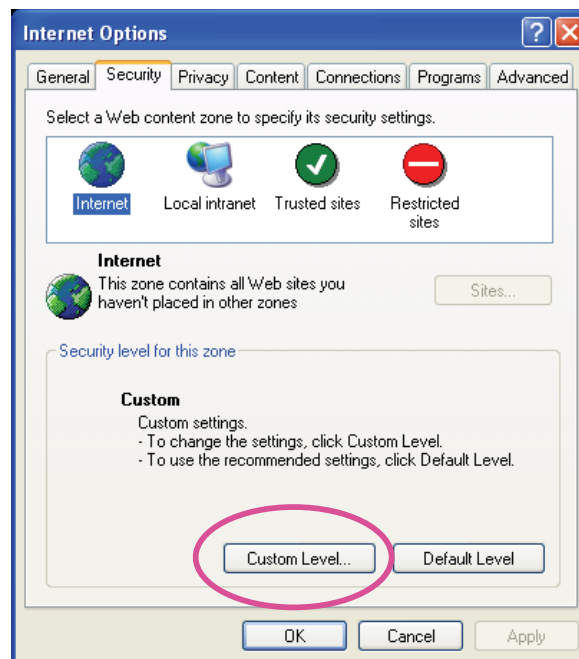 Internet Options
General Security Privacy Content Connections Programs Advanced
Select a Web content zone to specify its security settings.
Internet Local intranet Trusted sites Restricted
sites
Internet
This zone contains all Web sites you
haven't placed in other zones
Sites...
Security level for this zone
Custom
Custom settings.
- To change the settings, click Custom Level.
- To use the recommended settings, click Default Level.
Custom Level... Default Level
OK Cancel Apply